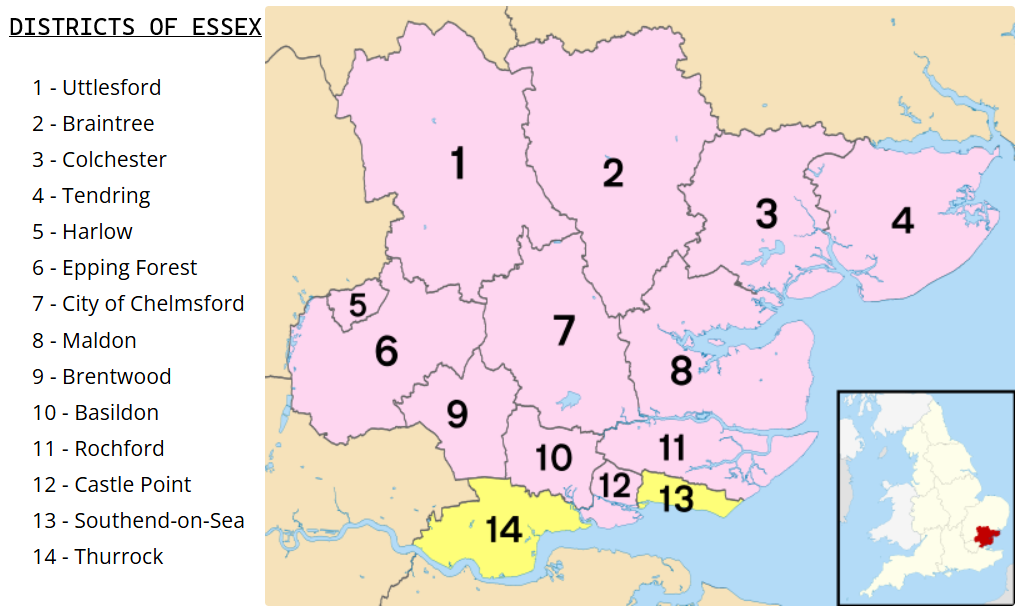 DISTRICTS OF ESSEX
1 - Uttlesford
2 - Braintree
3 - Colchester
4 - Tendring
5 - Harlow
6 - Epping Forest
7 - City of Chelmsford
8 - Maldon
9 - Brentwood
10 - Basildon
11 - Rochford
12 - Castle Point
13 - Southend-on-Sea
14 - Thurrock
1
2
3
4
5
6
7
8
9
10
11
12
13
14